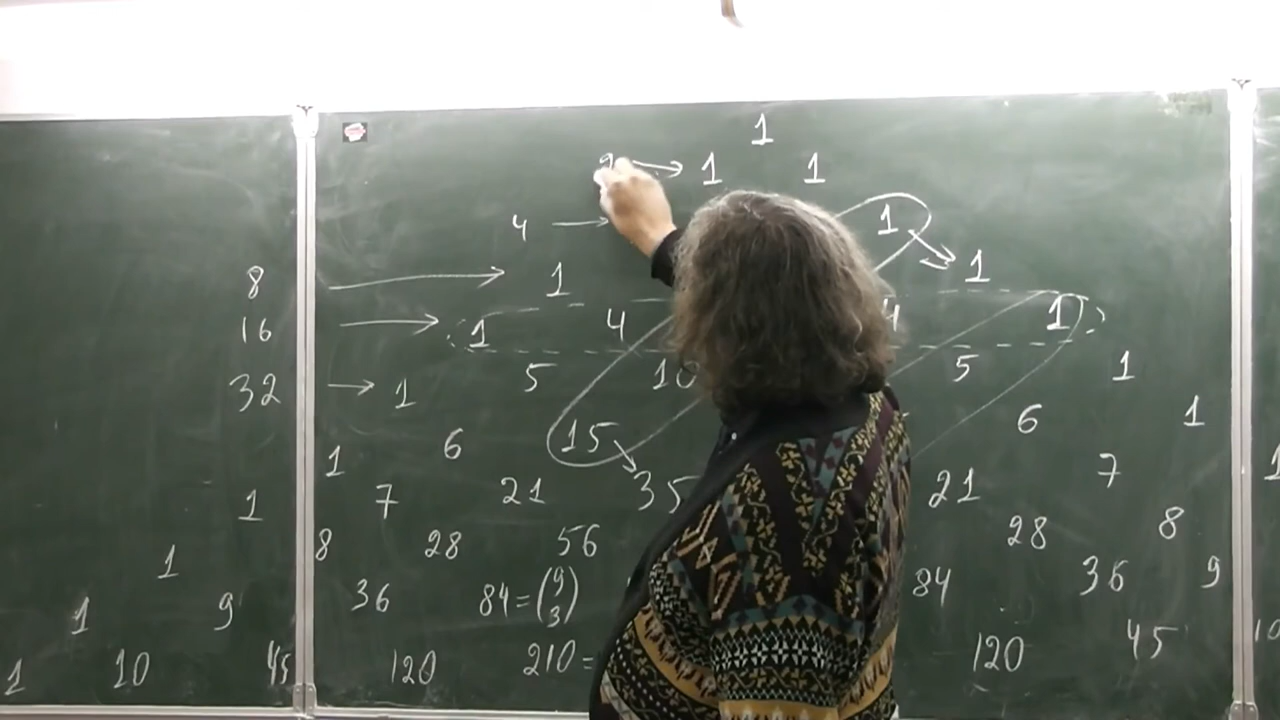 1
2 → 1 1
4 → 1
8 → 1 1
16 → 1 4 4 1
32 → 1 5 10 5 1
1 6 15 6 1
1 7 21 35 21 7
1 8 28 56 28 8
1 9 36 84 = (9 3) 84 36 9
1 10 45 120 210 = 120 45 10